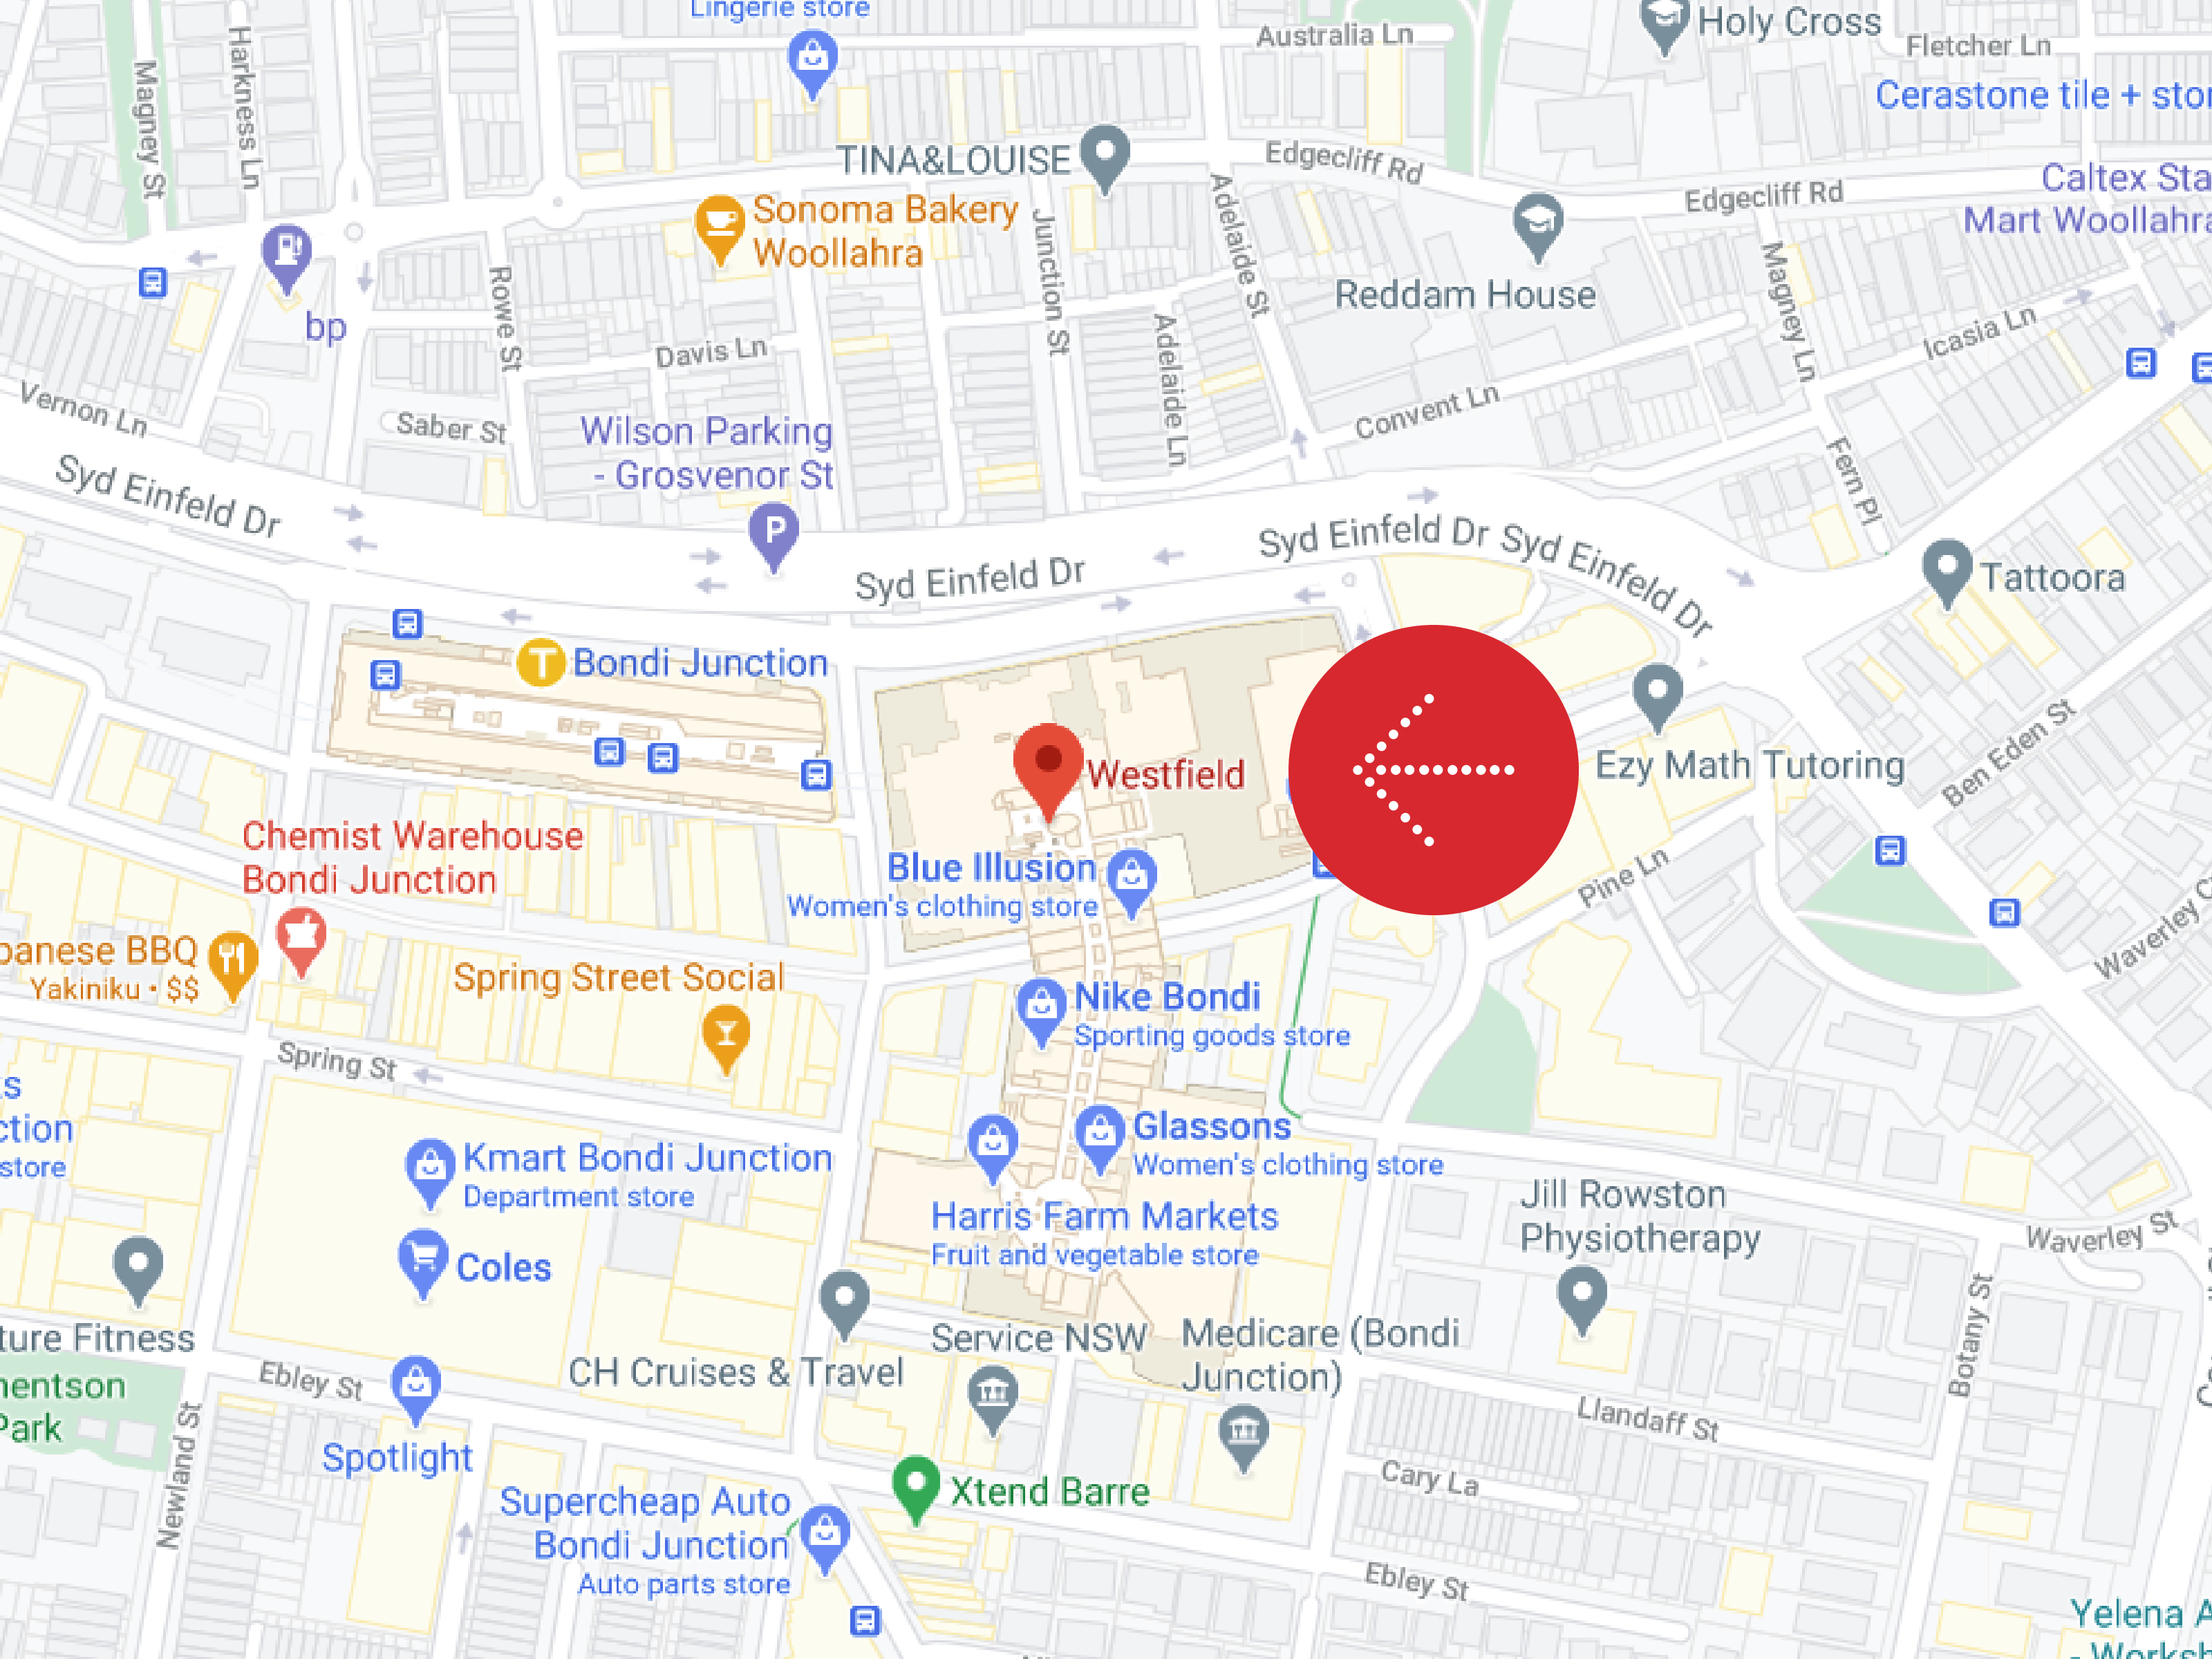 Lingerie store
Australia Ln
Holy Cross
Fletcher Ln
Cerastone tile + stor
Magney St
Harkness Ln
TINA&LOUISE
Edgecliff Rd
Edgecliff Rd
Caltex Sta
Mart Woollahra
Sonoma Bakery
Woollahra
Junction St
Adelaide St
Reddam House
Magney Ln
Icasia Ln
bp
Rowe St
Davis Ln
Adelaide Ln
Vernon Ln
Saber St
Wilson Parking
- Grosvenor St
Convent Ln
Fern Pl
Syd Einfeld Dr
P
Syd Einfeld Dr
Syd Einfeld Dr
Syd Einfeld Dr
Tattoora
T
Bondi Junction
Westfield
Ezy Math Tutoring
Ben Eden St
Chemist Warehouse
Bondi Junction
Blue Illusion
Women's clothing store
Pine Ln
Waverley C
panese BBQ
Yakiniku • $$
Spring Street Social
Nike Bondi
Sporting goods store
Spring St
ction
store
Kmart Bondi Junction
Department store
Glassons
Women's clothing store
Harris Farm Markets
Fruit and vegetable store
Jill Rowston
Physiotherapy
Waverley St
Coles
Botany St
ture Fitness
Service NSW
Medicare (Bondi
Junction)
CH Cruises & Travel
mentson
Park
Ebley St
Newland St
Spotlight
Llandaff St
Cary La
Xtend Barre
Supercheap Auto
Bondi Junction
Auto parts store
Ebley St
Yelena A
- Worksh